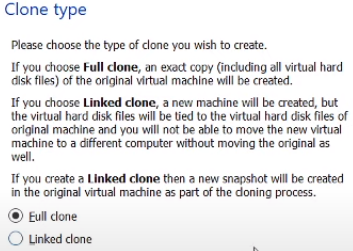 Clone type
Please choose the type of clone you wish to create.
If you choose Full clone, an exact copy (including all virtual hard
disk files) of the original virtual machine will be created.
If you choose Linked clone, a new machine will be created, but
the virtual hard disk files will be tied to the virtual hard disk files of
original machine and you will not be able to move the new virtual
machine to a different computer without moving the original as
well.
If you create a Linked clone then a new snapshot will be created
in the original virtual machine as part of the cloning process.
Full clone
Linked clone